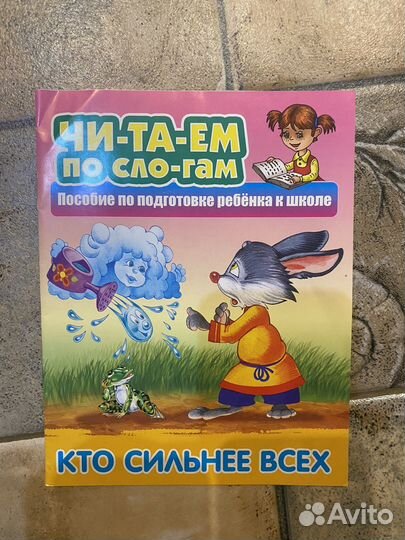 ЧИ-ТА-ЕМ
ПО СЛО-ГАМ
Пособие по подготовке ребёнка к школе
КТО СИЛЬНЕЕ ВСЕХ
Avito